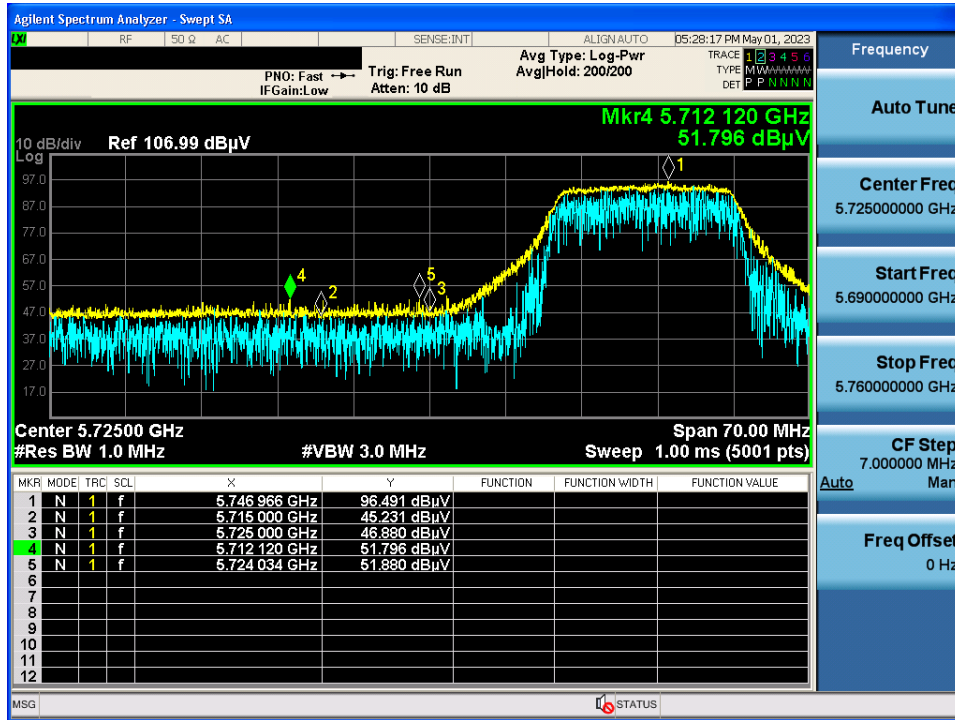 Agilent Spectrum Analyzer - Swept SA
LXI RF 50 Ω AC SENSE:INT ALIGN AUTO 05:28:17 PM May 01, 2023
PNO: Fast Trig: Free Run Avg Type: Log-Pwr TRACE 1 2 3 4 5 6
IFGain:Low Atten: 10 dB Avg|Hold: 200/200 TYPE M W
DET P P N N N N
Mkr4 5.712 120 GHz
51.796 dBµV
10 dB/div Ref 106.99 dBµV
Log
97.0
87.0
77.0
67.0
57.0
47.0
37.0
27.0
17.0
1
4
2
5
3
Center 5.72500 GHz Span 70.00 MHz
#Res BW 1.0 MHz #VBW 3.0 MHz Sweep 1.00 ms (5001 pts)
MKR MODE TRC SCL X Y FUNCTION FUNCTION WIDTH FUNCTION VALUE
1 N 1 f 5.746 966 GHz 96.491 dBµV
2 N 1 f 5.715 000 GHz 45.231 dBµV
3 N 1 f 5.725 000 GHz 46.880 dBµV
4 N 1 f 5.712 120 GHz 51.796 dBµV
5 N 1 f 5.724 034 GHz 51.880 dBµV
6
7
8
9
10
11
12
MSG STATUS
Frequency
Auto Tune
Center Freq
5.725000000 GHz
Start Freq
5.690000000 GHz
Stop Freq
5.760000000 GHz
CF Step
7.000000 MHz
Auto Man
Freq Offset
0 Hz